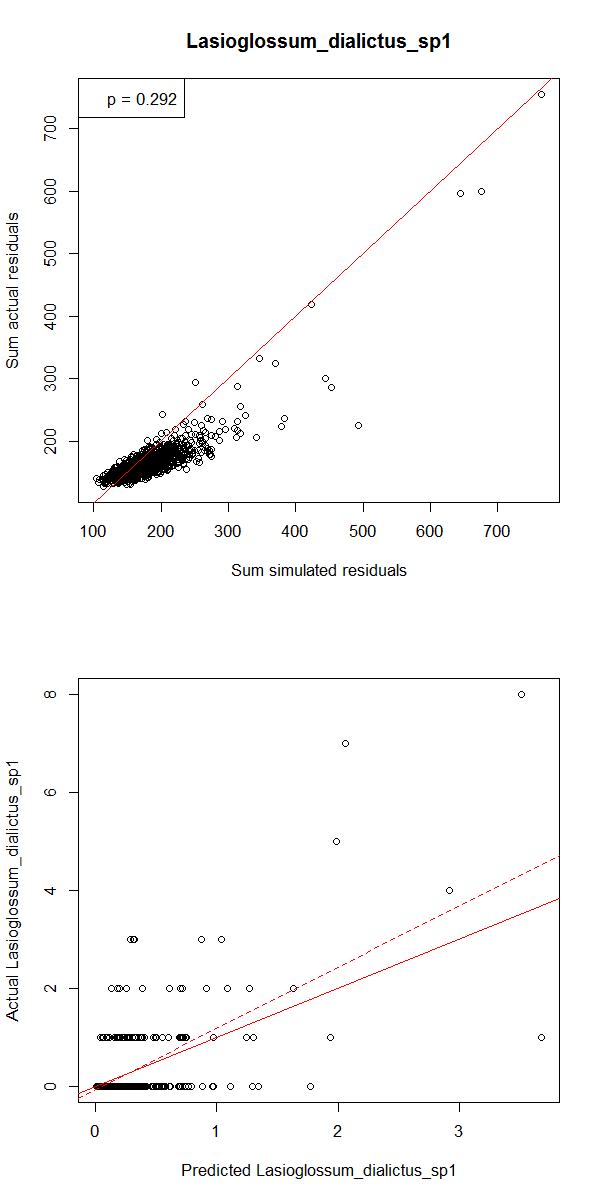 Lasioglossum_dialictus_sp1
p = 0.292
Sum actual residuals
700
600
500
400
300
200
100 200 300 400 500 600 700
Sum simulated residuals
Actual Lasioglossum_dialictus_sp1
8
6
4
2
0
0 1 2 3
Predicted Lasioglossum_dialictus_sp1